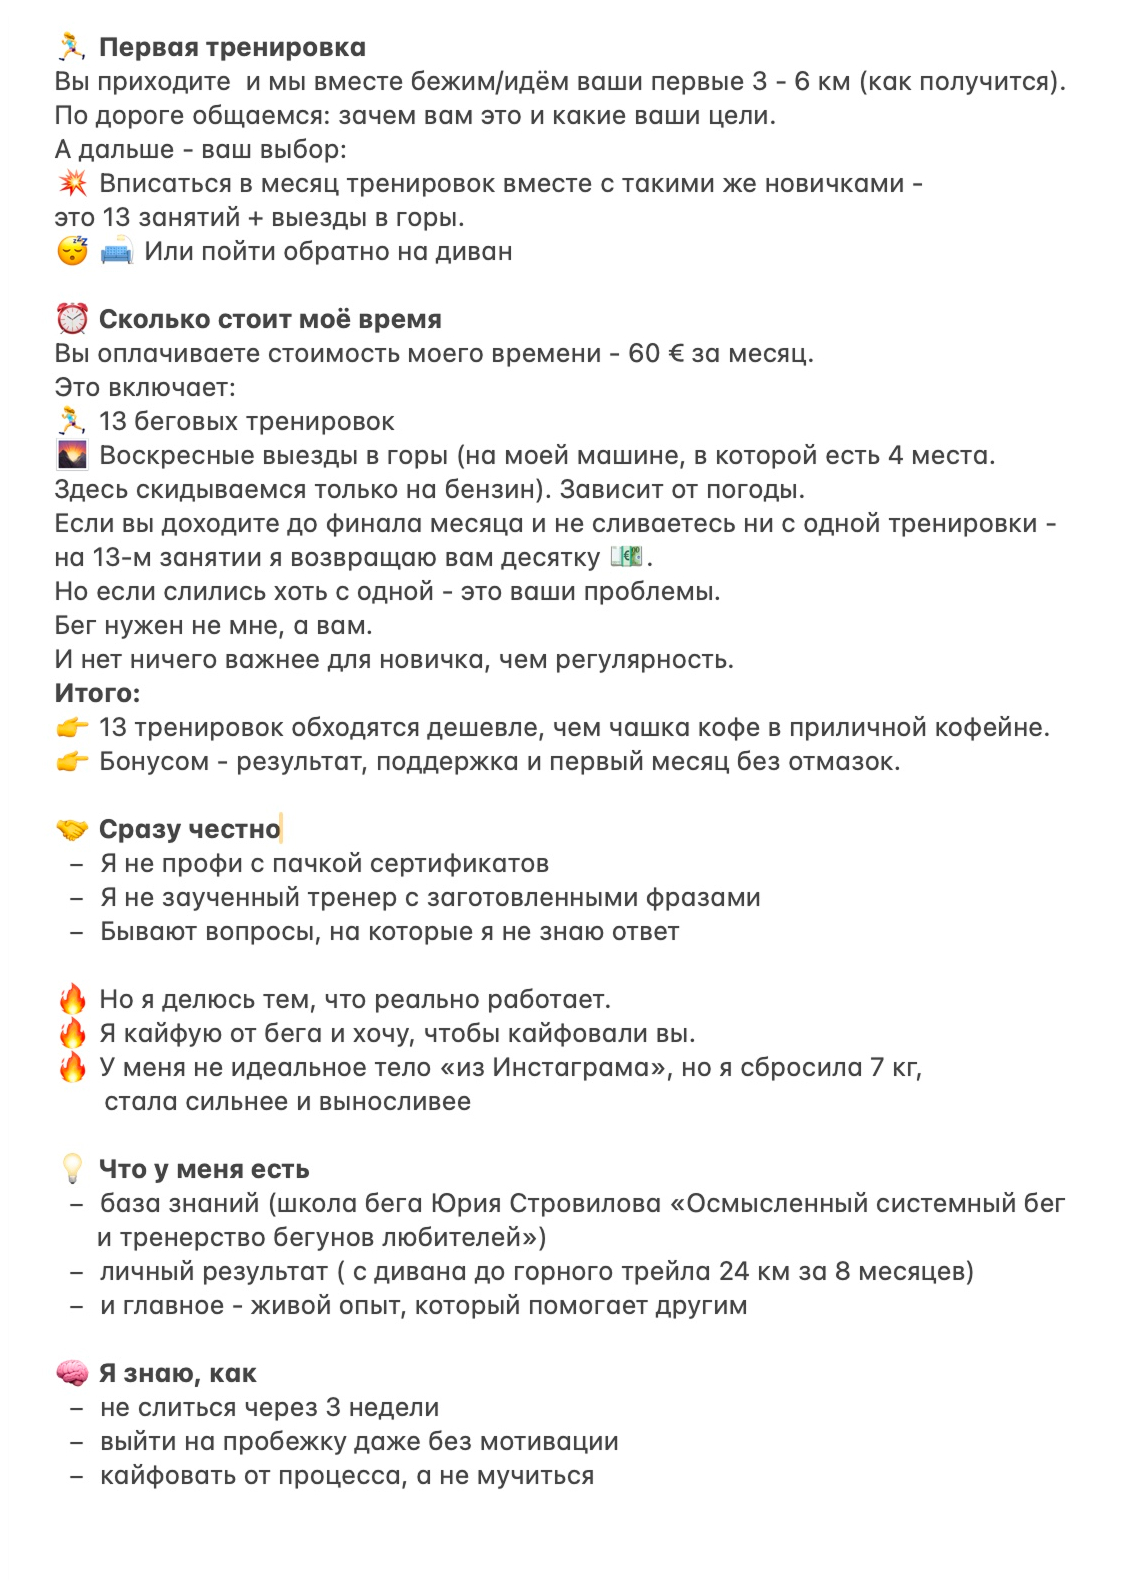 🏃‍♀️ Первая тренировка
Вы приходите  и мы вместе бежим/идём ваши первые 3 - 6 км (как получится).
По дороге общаемся: зачем вам это и какие ваши цели.
А дальше - ваш выбор:
💥 Вписаться в месяц тренировок вместе с такими же новичками -
это 13 занятий + выезды в горы.
😴 🛋️ Или пойти обратно на диван
⏰ Сколько стоит моё время
Вы оплачиваете стоимость моего времени - 60 € за месяц.
Это включает:
🏃‍♀️ 13 беговых тренировок
🌄 Воскресные выезды в горы (на моей машине, в которой есть 4 места.
Здесь скидываемся только на бензин). Зависит от погоды.
Если вы доходите до финала месяца и не сливаетесь ни с одной тренировки -
на 13-м занятии я возвращаю вам десятку 💶.
Но если слились хоть с одной - это ваши проблемы.
Бег нужен не мне, а вам.
И нет ничего важнее для новичка, чем регулярность.
Итого:
👉 13 тренировок обходятся дешевле, чем чашка кофе в приличной кофейне.
👉 Бонусом - результат, поддержка и первый месяц без отмазок.
🤝 Сразу честно
– Я не профи с пачкой сертификатов
– Я не заученный тренер с заготовленными фразами
– Бывают вопросы, на которые я не знаю ответ
🔥 Но я делюсь тем, что реально работает.
🔥 Я кайфую от бега и хочу, чтобы кайфовали вы.
🔥 У меня не идеальное тело «из Инстаграма», но я сбросила 7 кг,
стала сильнее и выносливее
💡 Что у меня есть
– база знаний (школа бега Юрия Стровилова «Осмысленный системный бег
и тренерство бегунов любителей»)
– личный результат ( с дивана до горного трейла 24 км за 8 месяцев)
– и главное - живой опыт, который помогает другим
🧠 Я знаю, как
– не слиться через 3 недели
– выйти на пробежку даже без мотивации
– кайфовать от процесса, а не мучиться